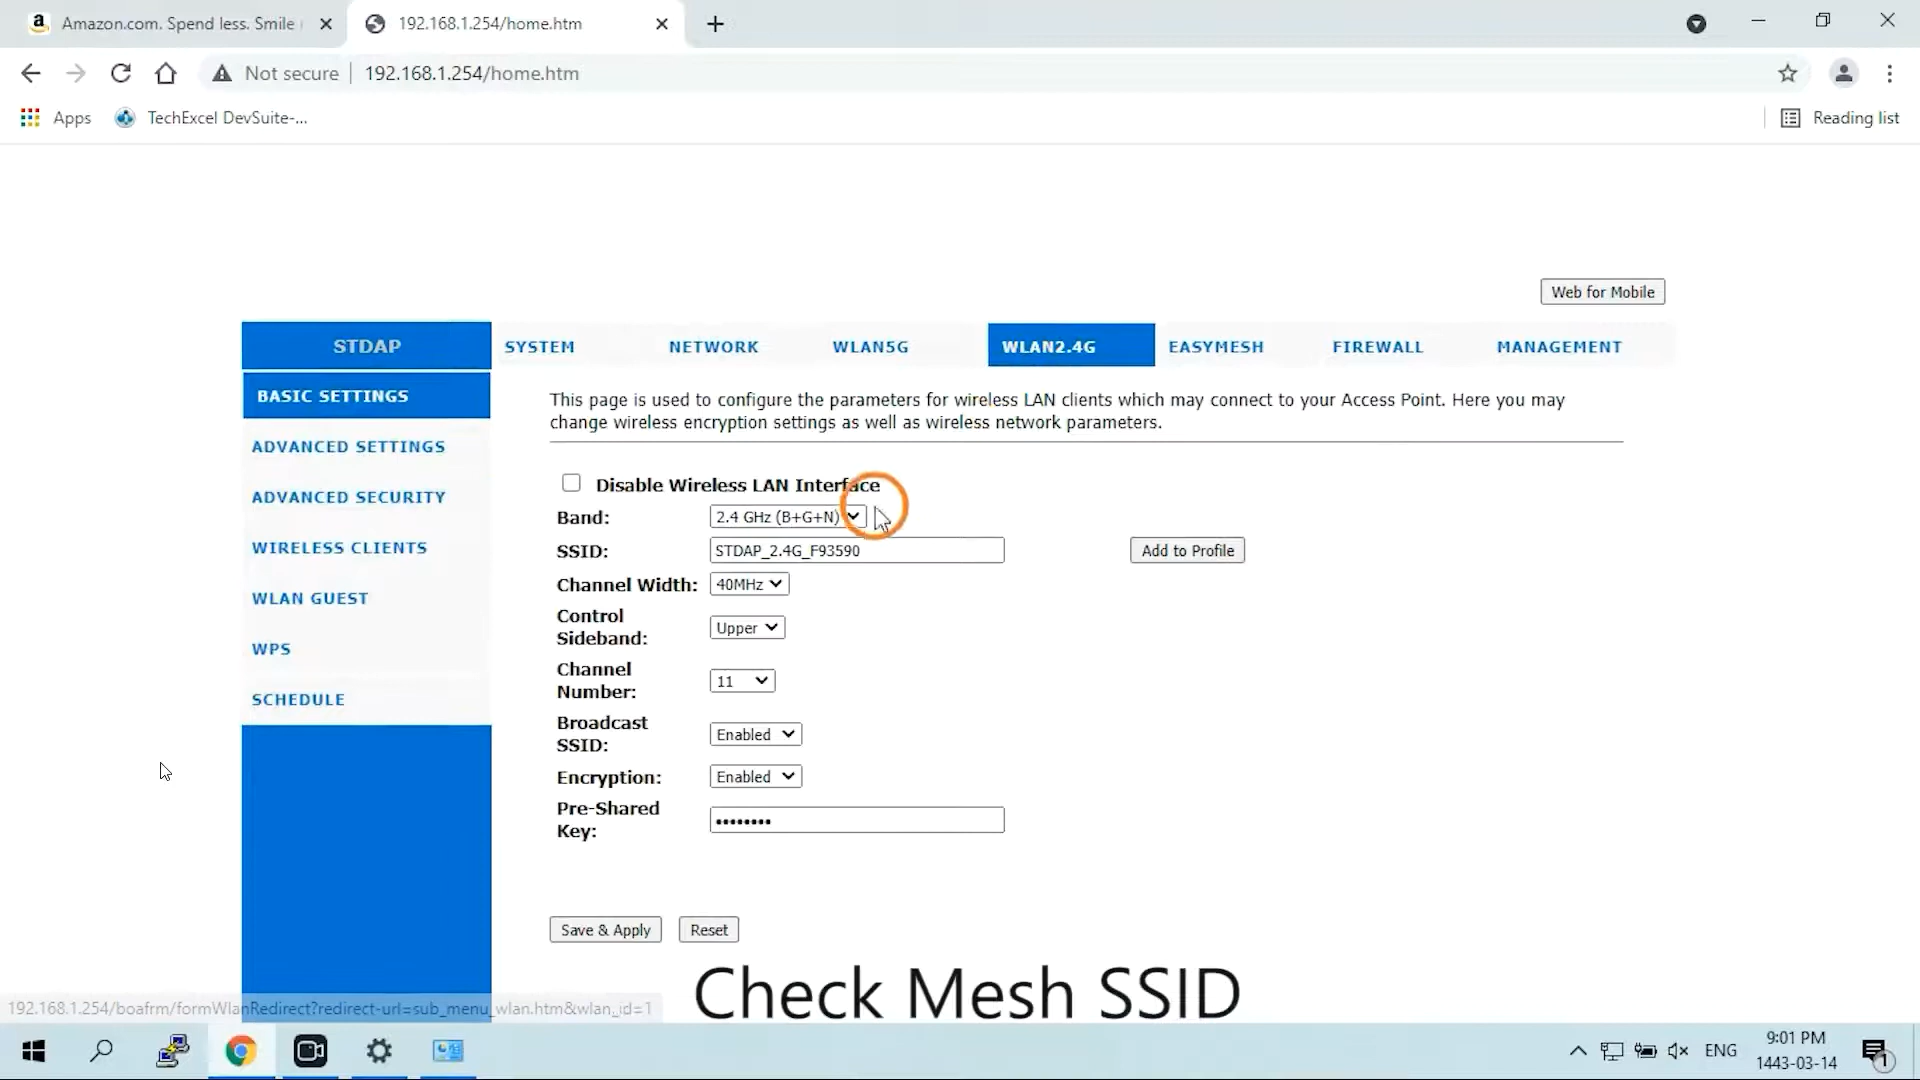 Amazon.com. Spend less. Smile
192.168.1.254/home.htm
Not secure
192.168.1.254/home.htm
Apps
TechExcel DevSuite-...
Reading list
Web for Mobile
STDAP
SYSTEM
NETWORK
WLAN5G
WLAN2.4G
EASYMESH
FIREWALL
MANAGEMENT
BASIC SETTINGS
ADVANCED SETTINGS
ADVANCED SECURITY
WIRELESS CLIENTS
WLAN GUEST
WPS
SCHEDULE
This page is used to configure the parameters for wireless LAN clients which may connect to your Access Point. Here you may
change wireless encryption settings as well as wireless network parameters.
Disable Wireless LAN Interface
Band: 2.4 GHz (B+G+N)
SSID: STDAP_2.4G_F93590 Add to Profile
Channel Width: 40MHz
Control
Sideband: Upper
Channel
Number: 11
Broadcast
SSID: Enabled
Encryption: Enabled
Pre-Shared
Key: ••••••••
Save & Apply Reset
Check Mesh SSID
192.168.1.254/boafrm/formWlanRedirect?redirect-url=sub_menu_wlan.htm&wlan_id=1
ENG
9:01 PM
1443-03-14
1